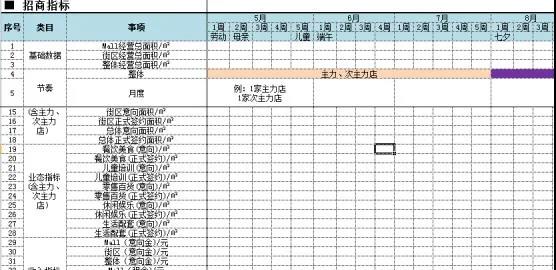 ■ 招商指标
序号 类目 事项 5月 6月 7月 8月
1周 2周 3周 4周 5周 1周 2周 3周 4周 1周 2周 3周 4周 1周 2周 3周
劳动 母亲 儿童 端午 七夕
1 Mall经营总面积/m²
2 基础数据 街区经营总面积/m²
3 整体经营总面积/m²
4 整体 主力、次主力店
节奏
5 月度 例：1家主力店
1家次主力店
15 (含主力、 街区意向面积/m²
16 次主力 街区正式签约面积/m²
17 店) 总体意向面积/m²
18 总体正式签约面积/m²
19 餐饮美食(意向)/m²
20 餐饮美食(正式签约)/m²
21 儿童培训(意向)/m²
22 业态指标 儿童培训(正式签约)/m²
23 (含主力、 零售百货(意向)/m²
24 次主力 零售百货(正式签约)/m²
25 店) 休闲娱乐(意向)/m²
26 休闲娱乐(正式签约)/m²
27 生活配套(意向)/m²
28 生活配套(正式签约)/m²
29 Mall (意向金)/元
30 街区 (意向金)/元
31 整体 (意向金)/元